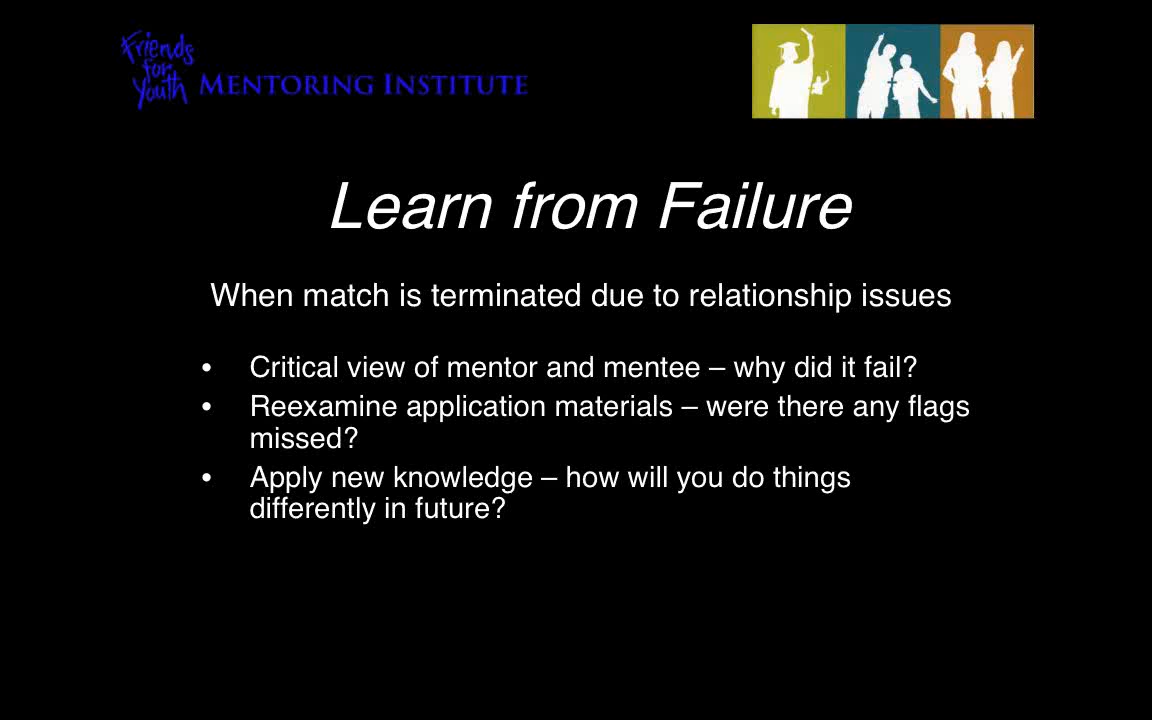 Friends
for
Youth
MENTORING INSTITUTE
Learn from Failure
When match is terminated due to relationship issues
• Critical view of mentor and mentee – why did it fail?
• Reexamine application materials – were there any flags
missed?
• Apply new knowledge – how will you do things
differently in future?